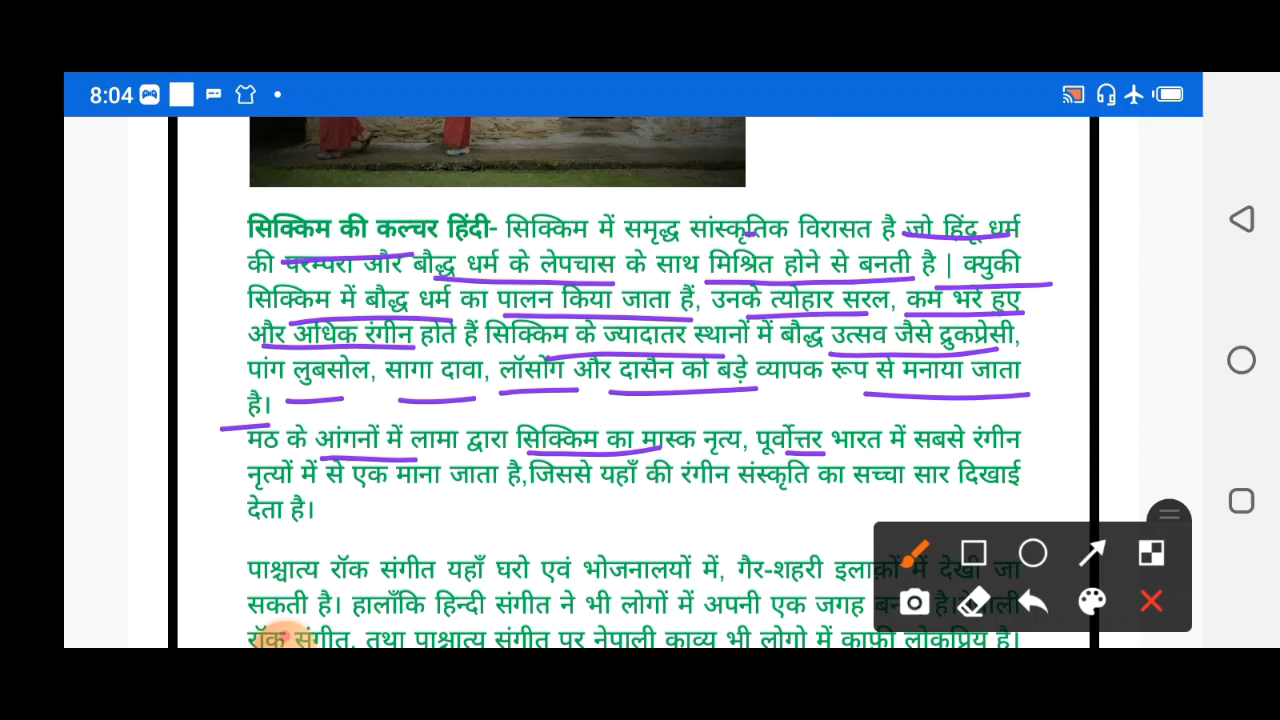 8:04
सिक्किम की कल्चर हिंदी- सिक्किम में समृद्ध सांस्कृतिक विरासत है जो हिंदू धर्म
की परम्परा और बौद्ध धर्म के लेपचास के साथ मिश्रित होने से बनती है | क्युकी
सिक्किम में बौद्ध धर्म का पालन किया जाता हैं, उनके त्योहार सरल, कम भरे हुए
और अधिक रंगीन होते हैं सिक्किम के ज्यादातर स्थानों में बौद्ध उत्सव जैसे द्रुकप्रेसी,
पांग लुबसोल, सागा दावा, लॉसोंग और दासैन को बड़े व्यापक रूप से मनाया जाता
है।
मठ के आंगनों में लामा द्वारा सिक्किम का मास्क नृत्य, पूर्वोत्तर भारत में सबसे रंगीन
नृत्यों में से एक माना जाता है,जिससे यहाँ की रंगीन संस्कृति का सच्चा सार दिखाई
देता है।
पाश्चात्य रॉक संगीत यहाँ घरो एवं भोजनालयों में, गैर-शहरी इलाक़ों में देखी जा
सकती है। हालाँकि हिन्दी संगीत ने भी लोगों में अपनी एक जगह है।
रॉक संगीत, तथा पाश्चात्य संगीत पर नेपाली काव्य भी लोगो में काफ़ी लोकप्रिय है।